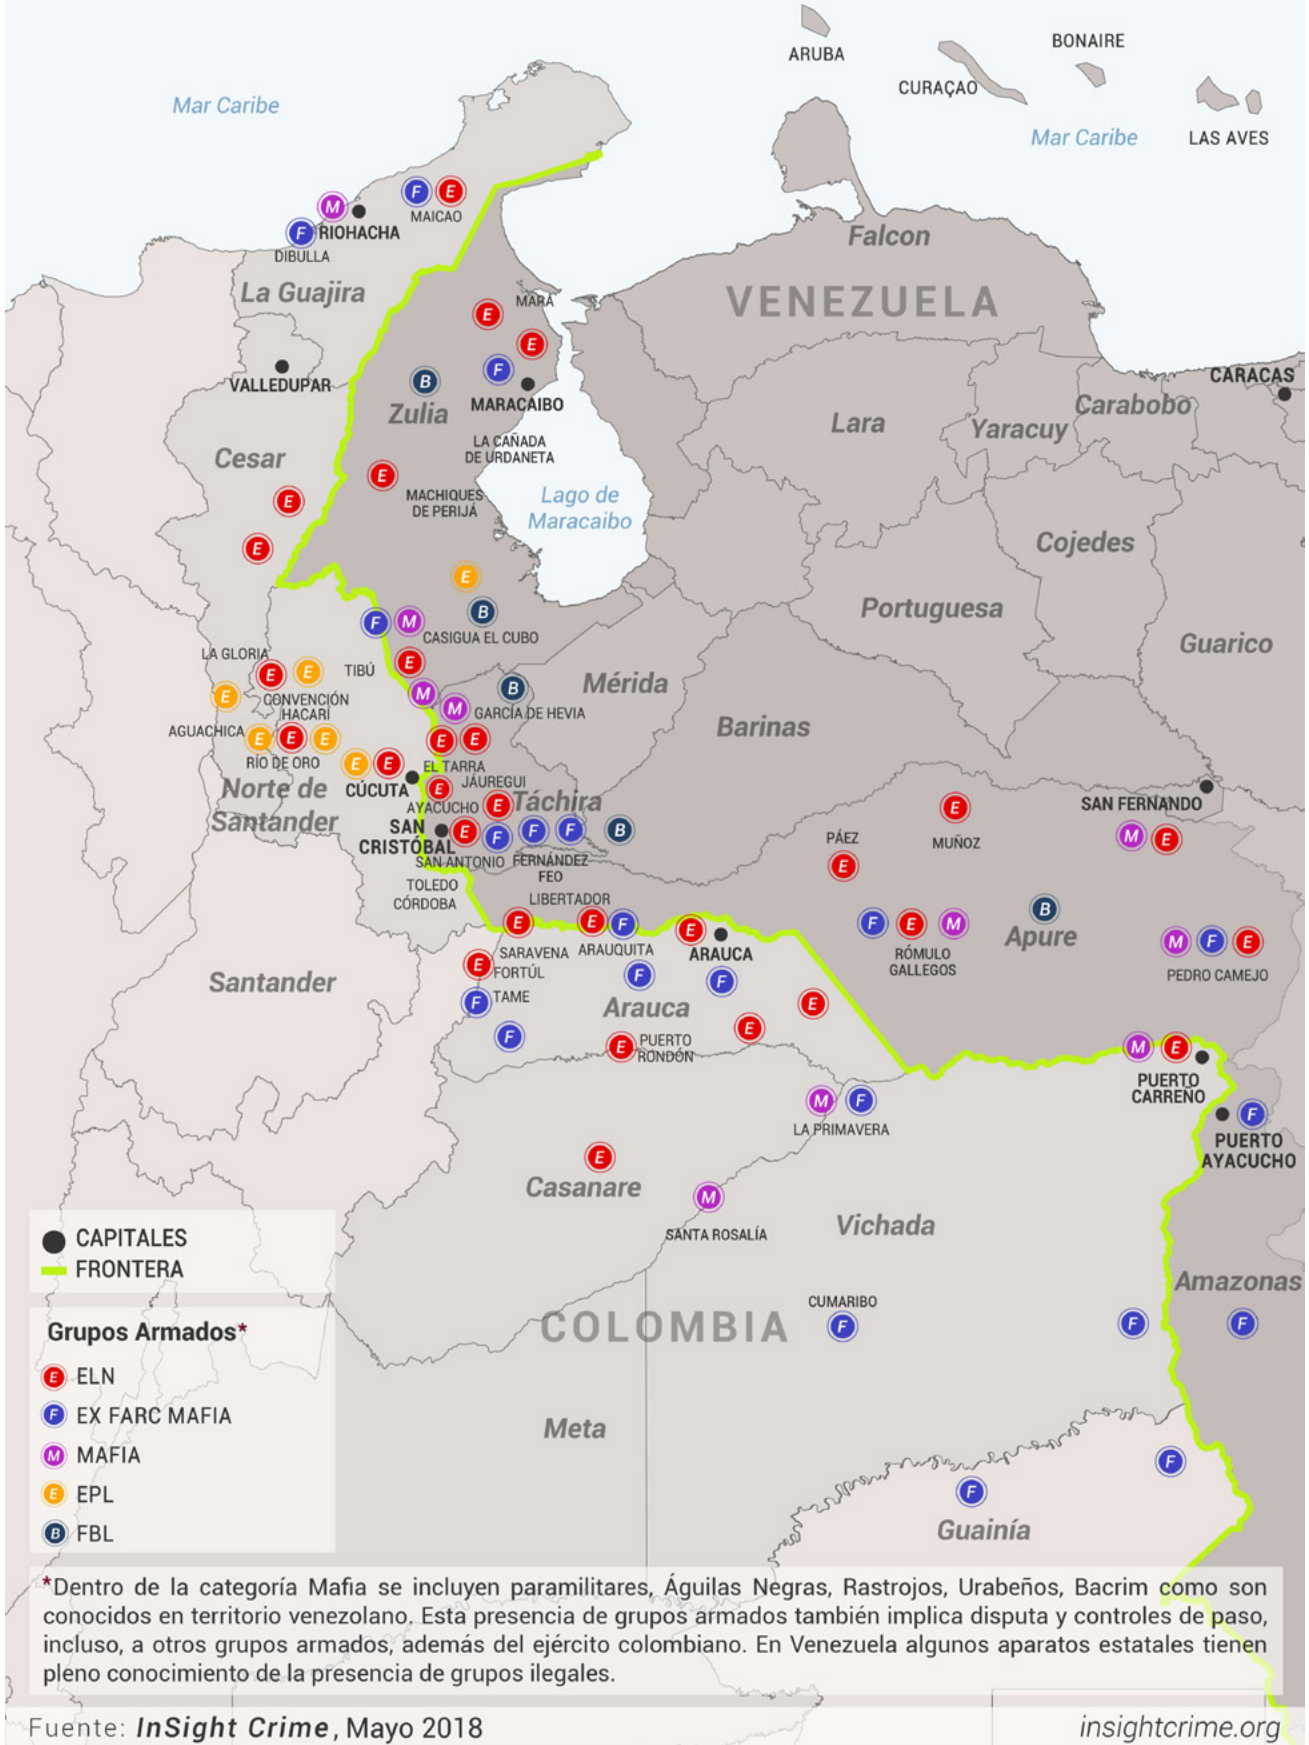 ARUBA
CURAÇAO
BONAIRE
LAS AVES
Mar Caribe
Mar Caribe
M
F
E
MAICAO
F
RIOHACHA
DIBULLA
La Guajira
Falcon
VENEZUELA
MARA
E
E
F
B
VALLEDUPAR
Zulia
MARACAIBO
CARACAS
Lara
Yaracuy
Carabobo
Cesar
LA CAÑADA
DE URDANETA
E
E
MACHIQUES
DE PERIJÁ
Lago de
Maracaibo
E
Cojedes
E
B
Portuguesa
F
M
CASIGUA EL CUBO
Guarico
LA GLORIA
TIBÚ
E
E
E
E
M
B
Mérida
CONVENCIÓN
HACARÍ
M
GARCÍA DE HEVIA
Barinas
AGUACHICA
E
E
E
E
E
RÍO DE ORO
E
E
EL TARRA
CÚCUTA
Norte de
Santander
E
JÁUREGUI
AYACUCHO
E
Táchira
SAN
CRISTÓBAL
E
F
F
F
B
SAN ANTONIO
FERNÁNDEZ
FEO
SAN FERNANDO
M
E
E
MUÑOZ
PÁEZ
E
TOLEDO
CÓRDOBA
LIBERTADOR
E
E
F
E
SARAVENA
ARAUQUITA
ARAUCA
F
E
M
RÓMULO
GALLEGOS
B
Apure
M
F
E
PEDRO CAMEJO
Santander
E
FORTÚL
F
TAME
F
F
Arauca
E
E
F
E
PUERTO
RONDÓN
M
E
PUERTO
CARREÑO
M
F
LA PRIMAVERA
F
PUERTO
AYACUCHO
E
Casanare
M
SANTA ROSALÍA
Vichada
Amazonas
CUMARIBO
F
F
F
COLOMBIA
Meta
F
F
Guainía
CAPITALES
FRONTERA
Grupos Armados*
E ELN
F EX FARC MAFIA
M MAFIA
E EPL
B FBL
*Dentro de la categoría Mafia se incluyen paramilitares, Águilas Negras, Rastrojos, Urabeños, Bacrim como son
conocidos en territorio venezolano. Esta presencia de grupos armados también implica disputa y controles de paso,
incluso, a otros grupos armados, además del ejército colombiano. En Venezuela algunos aparatos estatales tienen
pleno conocimiento de la presencia de grupos ilegales.
Fuente: InSight Crime, Mayo 2018
insightcrime.org